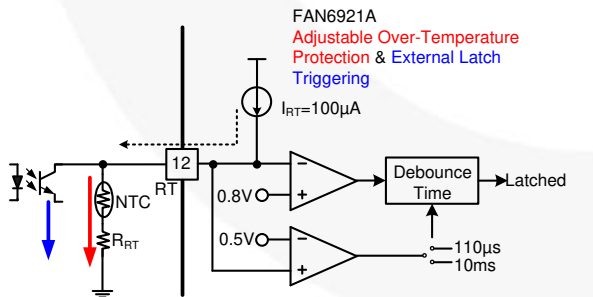 FAN6921A
Adjustable Over-Temperature
Protection & External Latch
Triggering
IRT=100µA
12
RT
NTC
RRT
0.8V
0.5V
Debounce
Time
Latched
110µs
10ms